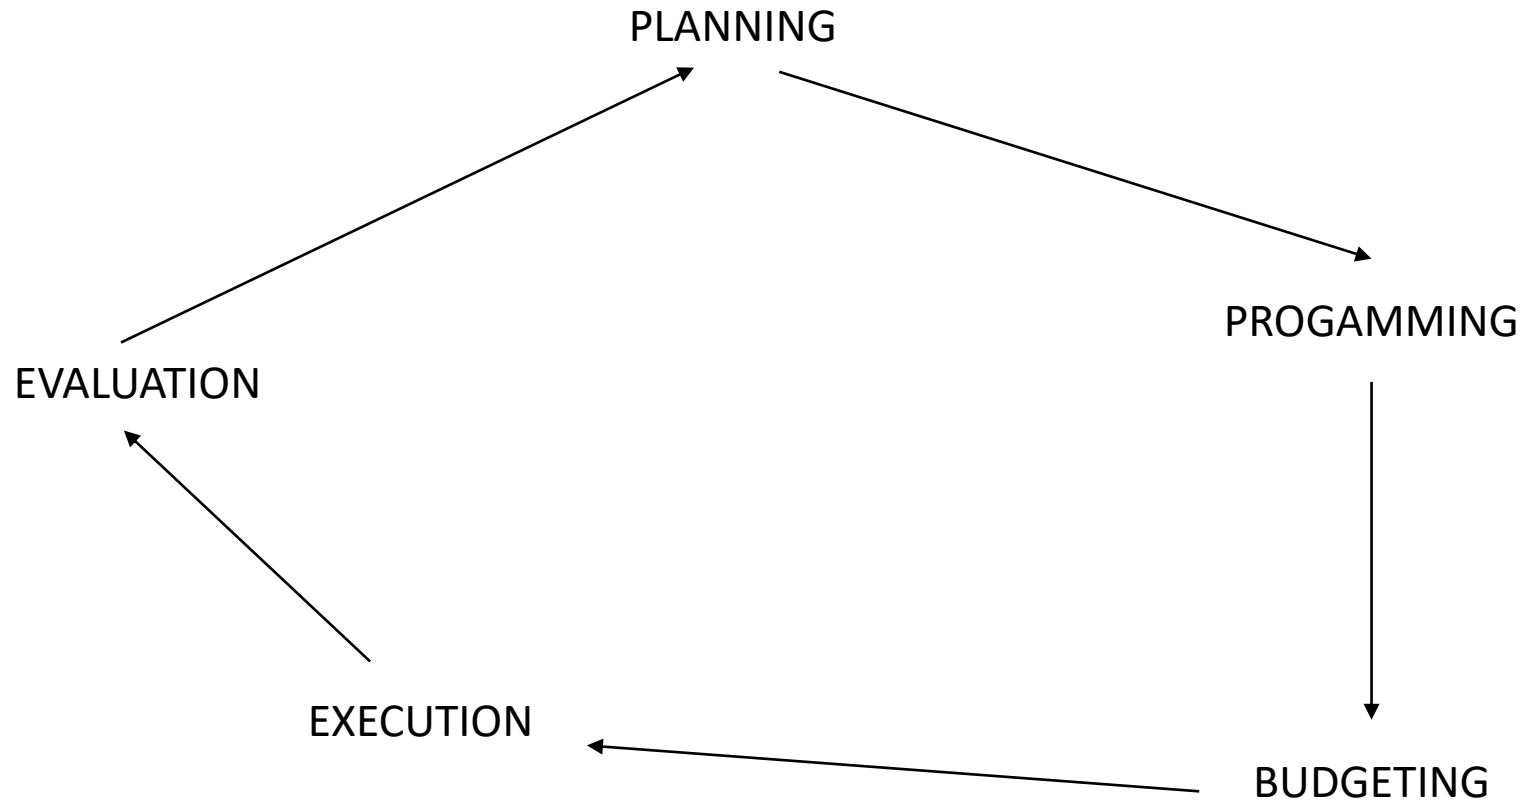 PLANNING
PROGAMMING
EVALUATION
EXECUTION
BUDGETING